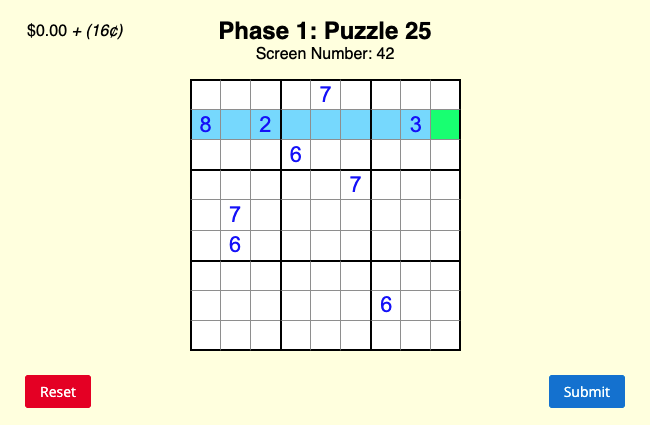 $0.00 + (16¢)
Phase 1: Puzzle 25
Screen Number: 42
7
8 2 3
6
7
7
6
6
Reset
Submit